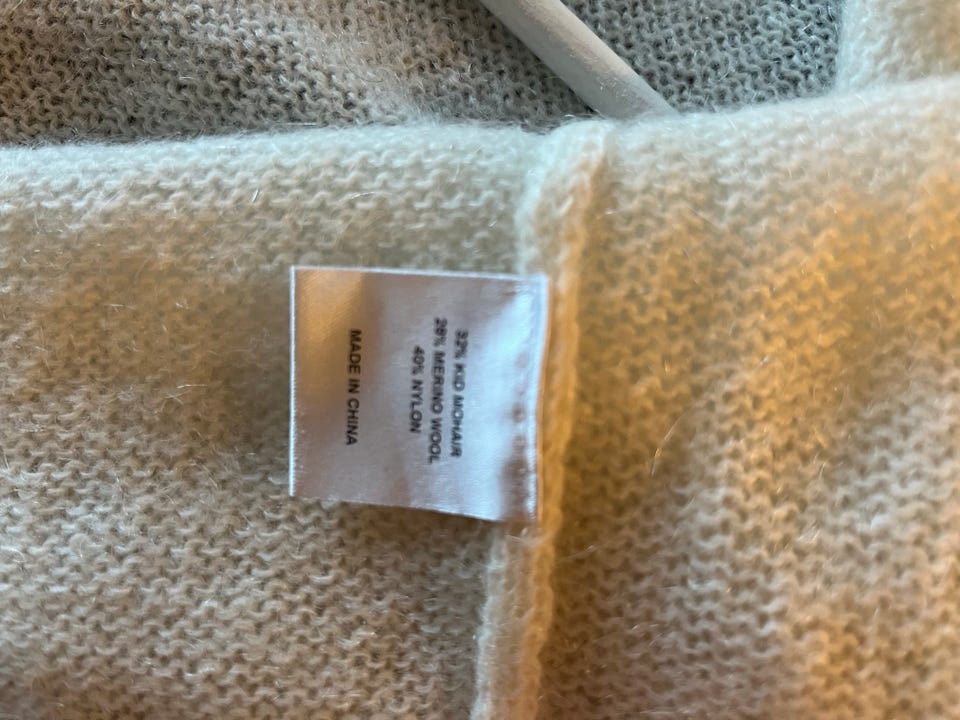 32% KID MOHAIR
28% MERINO WOOL
40% NYLON
MADE IN CHINA